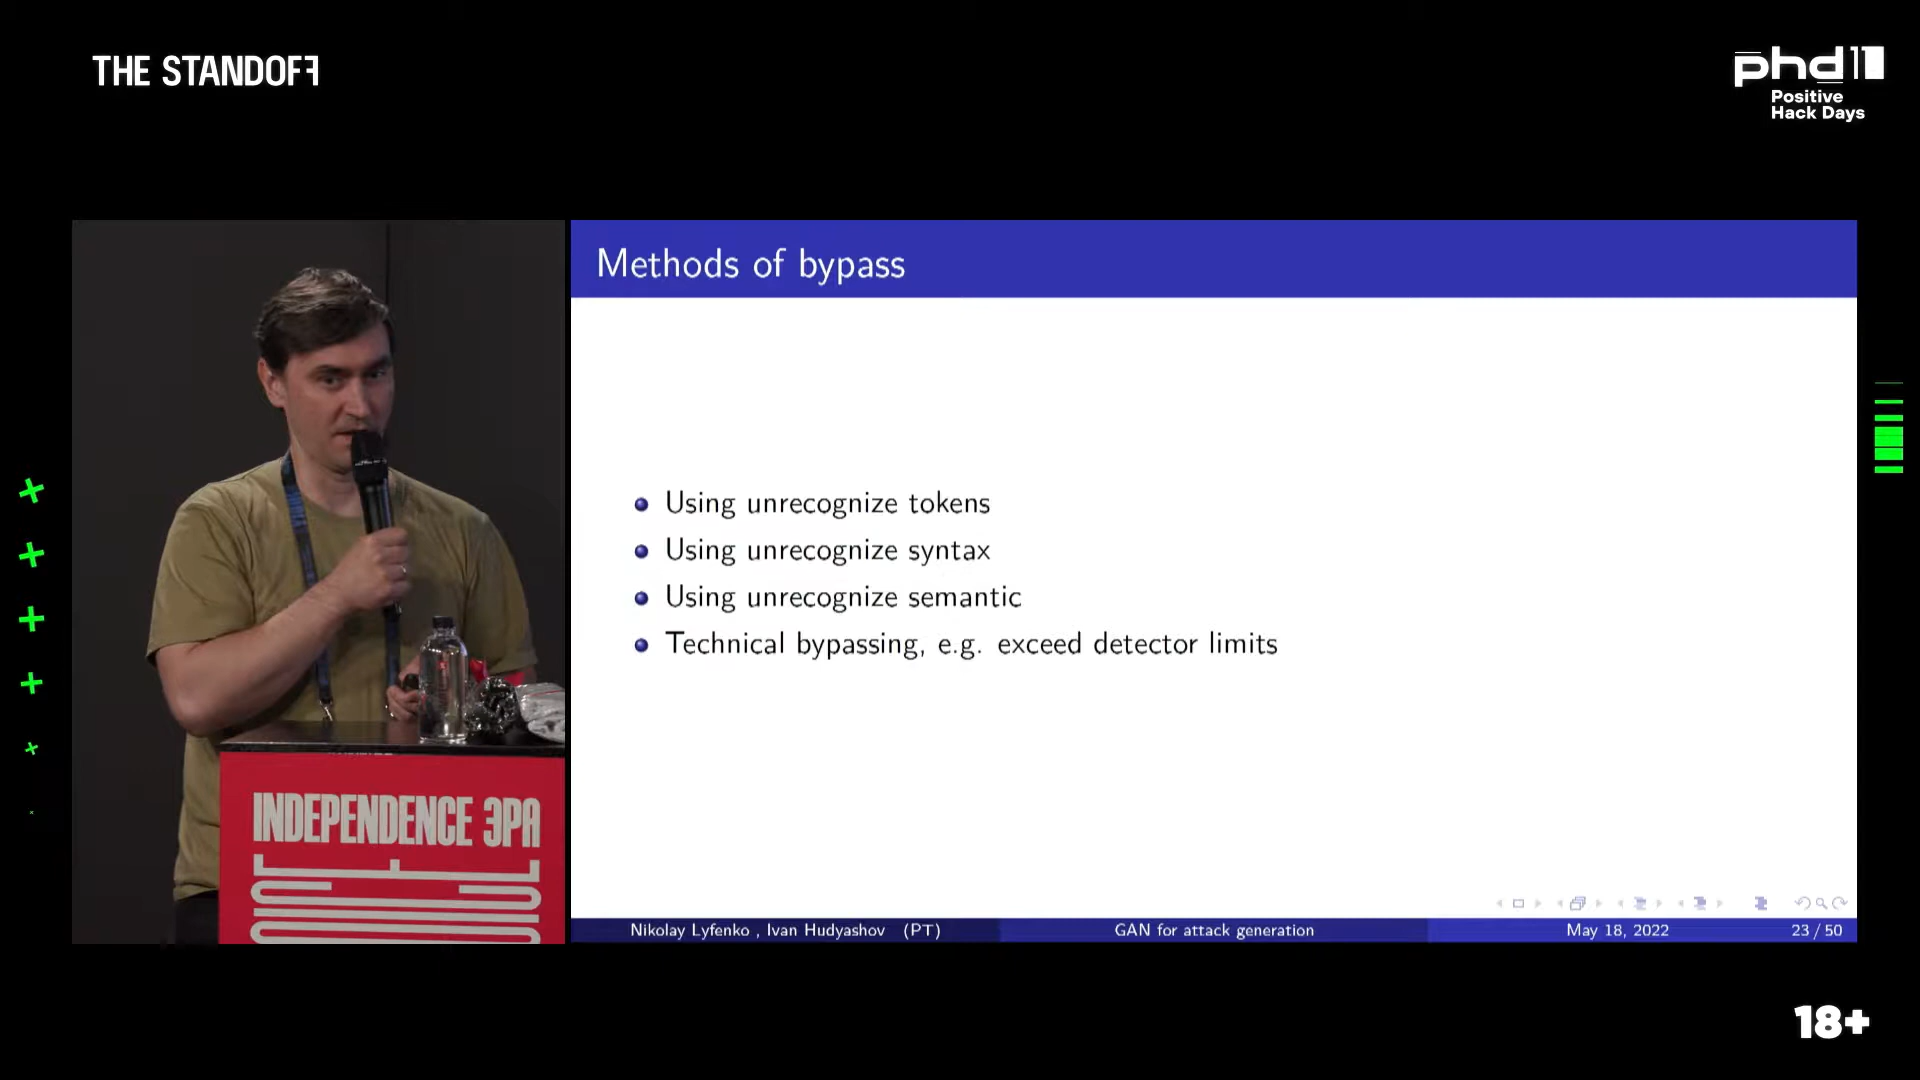 THE STANDOFF
phd11
Positive
Hack Days
Methods of bypass
Using unrecognize tokens
Using unrecognize syntax
Using unrecognize semantic
Technical bypassing, e.g. exceed detector limits
INDEPENDENCE ЭРА
Nikolay Lyfenko , Ivan Hudyashov (PT)
GAN for attack generation
May 18, 2022
23 / 50
18+